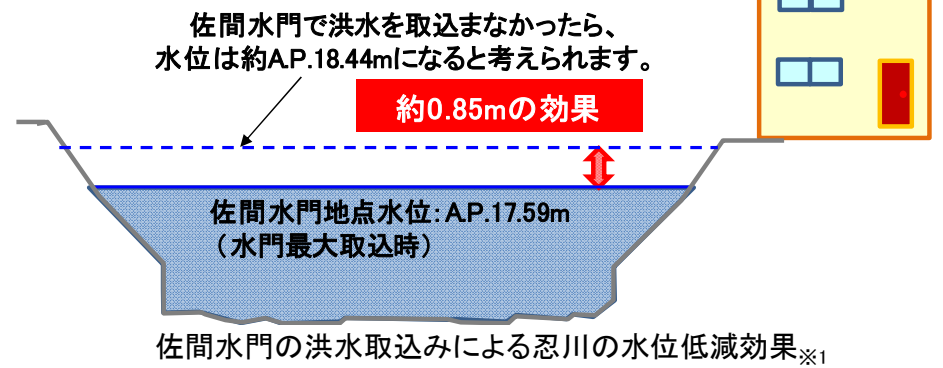 佐間水門で洪水を取込まなかったら、
水位は約A.P.18.44mになると考えられます。
約0.85mの効果
佐間水門地点水位：A.P.17.59m
（水門最大取込時）
佐間水門の洪水取込みによる忍川の水位低減効果※1